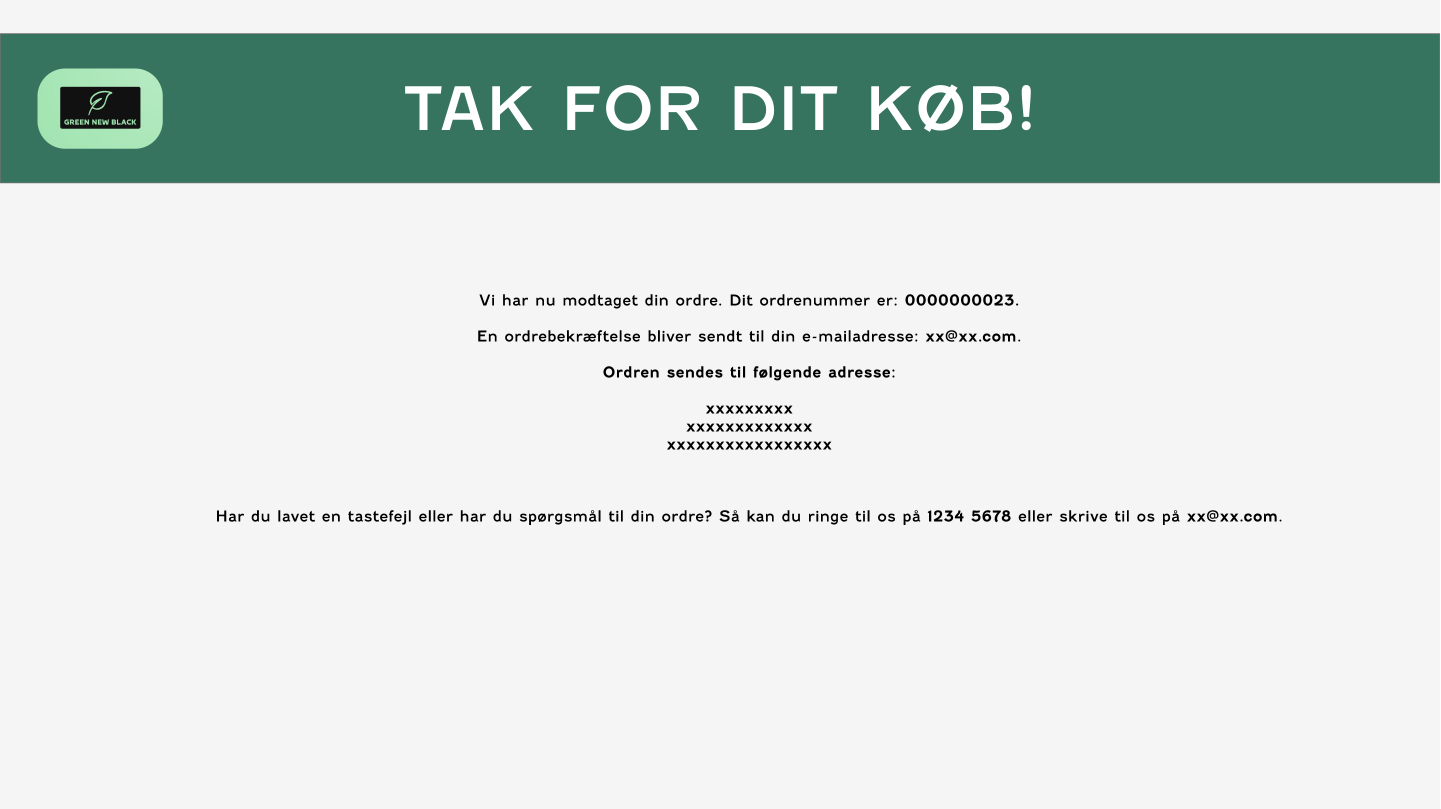 GREEN NEW BLACK
TAK FOR DIT KØB!
Vi har nu modtaget din ordre. Dit ordrenummer er: 0000000023.
En ordrebekræftelse bliver sendt til din e-mailadresse: xx@xx.com.
Ordren sendes til følgende adresse:
xxxxxxxxx
xxxxxxxxxxxxx
xxxxxxxxxxxxxxxxx
Har du lavet en tastefejl eller har du spørgsmål til din ordre? Så kan du ringe til os på 1234 5678 eller skrive til os på xx@xx.com.